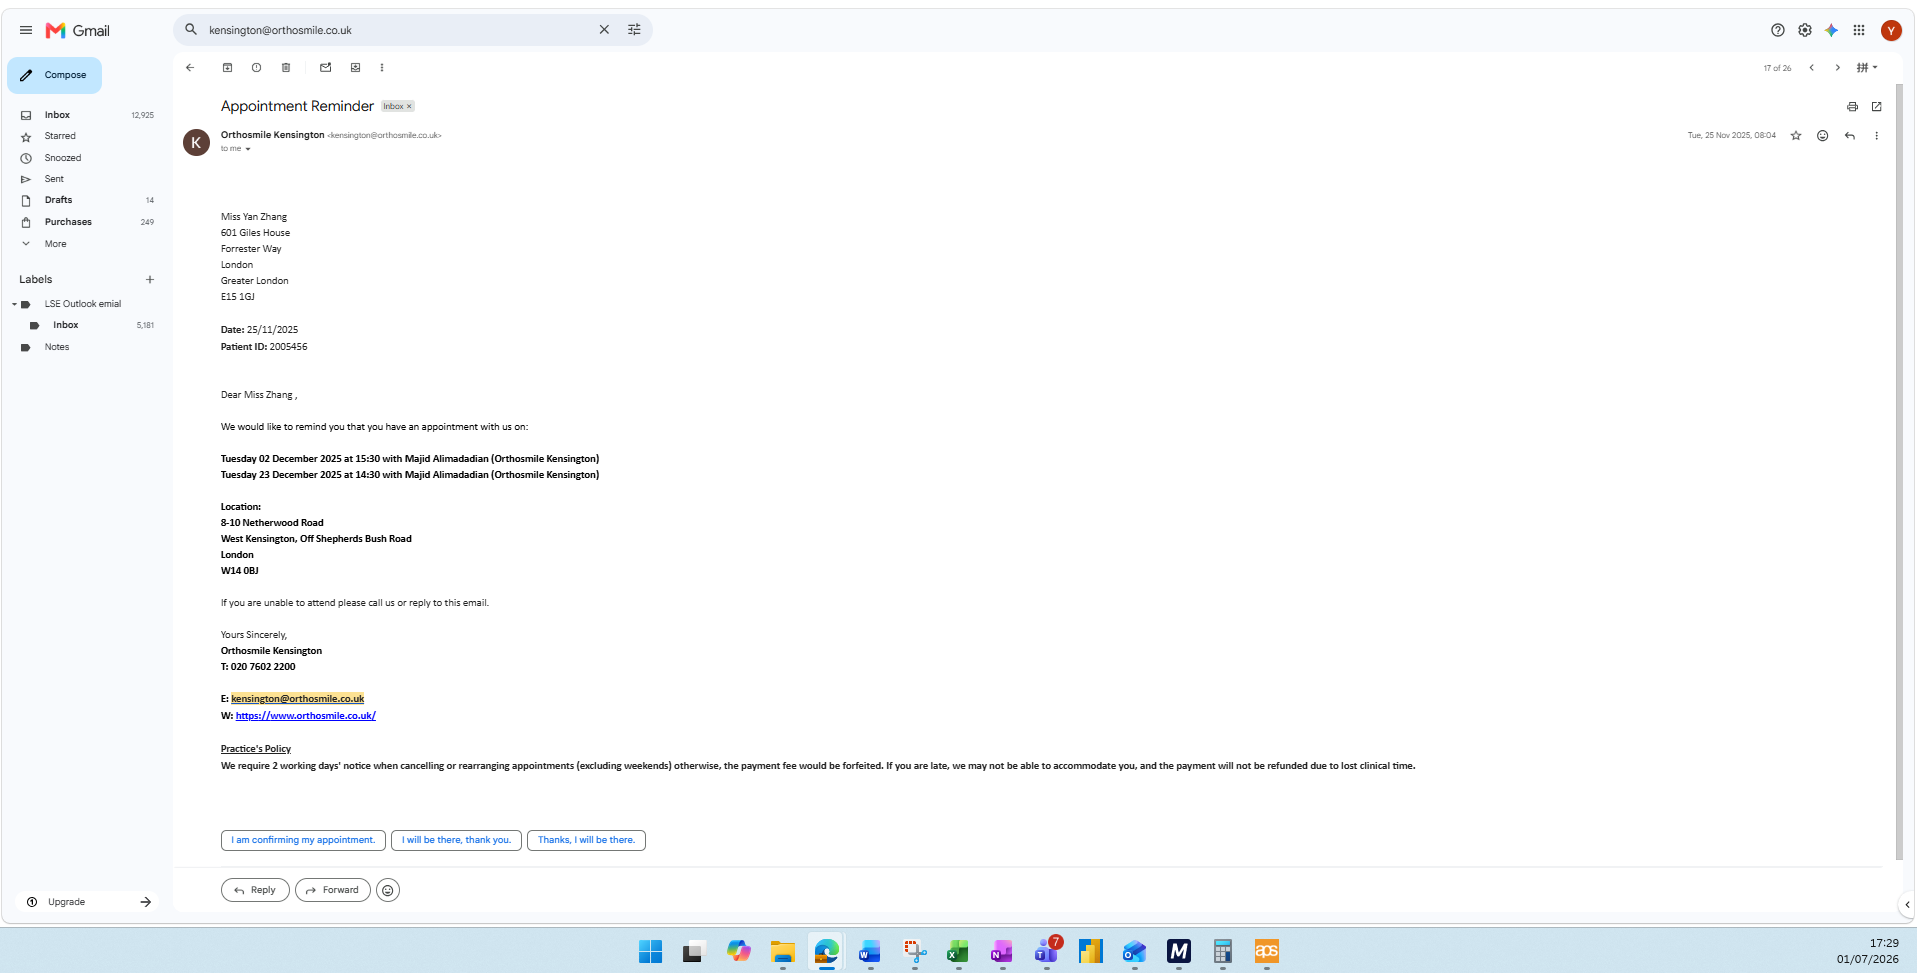 Gmail
kensington@orthosmile.co.uk
Y
Compose
17 of 26
拼
Inbox 12,925
Starred
Snoozed
Sent
Drafts 14
Purchases 249
More
Labels
LSE Outlook emial
Inbox 5,181
Notes
Upgrade
Appointment Reminder Inbox ×
K
Orthosmile Kensington <kensington@orthosmile.co.uk>
Tue, 25 Nov 2025, 08:04
to me
Miss Yan Zhang
601 Giles House
Forrester Way
London
Greater London
E15 1GJ
Date: 25/11/2025
Patient ID: 2005456
Dear Miss Zhang ,
We would like to remind you that you have an appointment with us on:
Tuesday 02 December 2025 at 15:30 with Majid Alimadadian (Orthosmile Kensington)
Tuesday 23 December 2025 at 14:30 with Majid Alimadadian (Orthosmile Kensington)
Location:
8-10 Netherwood Road
West Kensington, Off Shepherds Bush Road
London
W14 0BJ
If you are unable to attend please call us or reply to this email.
Yours Sincerely,
Orthosmile Kensington
T: 020 7602 2200
E: kensington@orthosmile.co.uk
W: https://www.orthosmile.co.uk/
Practice's Policy
We require 2 working days' notice when cancelling or rearranging appointments (excluding weekends) otherwise, the payment fee would be forfeited. If you are late, we may not be able to accommodate you, and the payment will not be refunded due to lost clinical time.
I am confirming my appointment.
I will be there, thank you.
Thanks, I will be there.
Reply
Forward
W
X
N
T
7
O
M
aps
17:29
01/07/2026